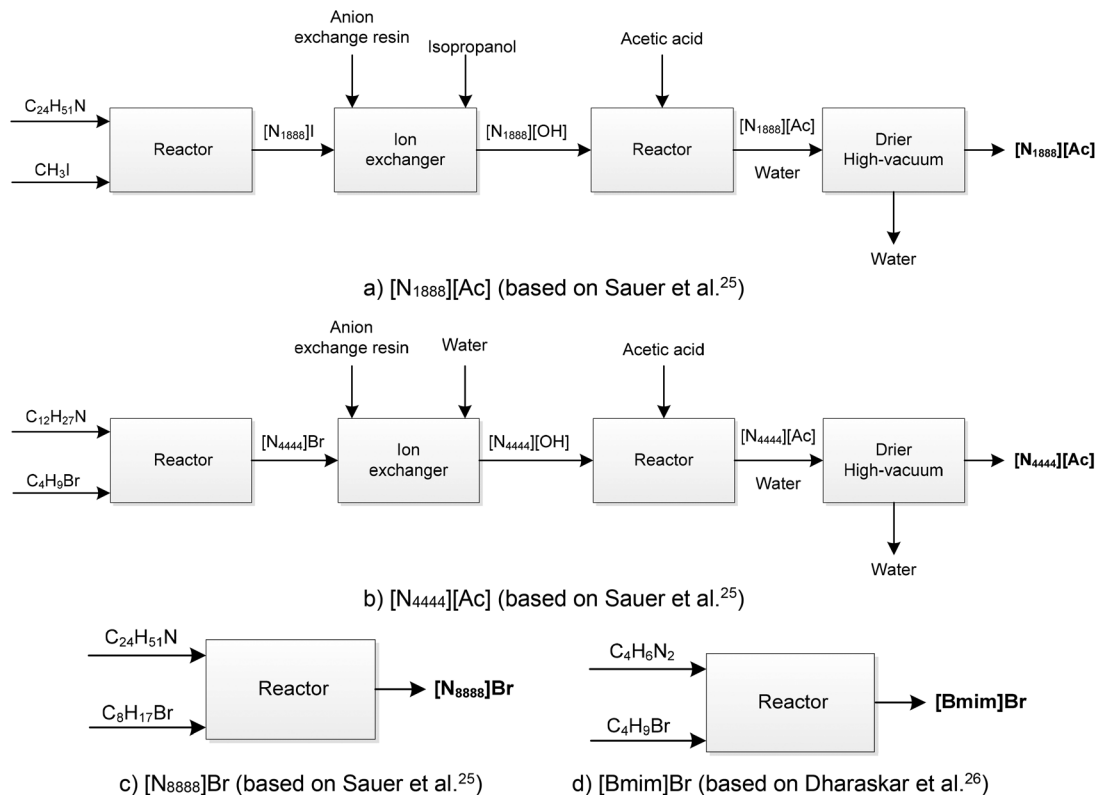 Anion
exchange resin
Isopropanol
Acetic acid
C₂₄H₅₁N
CH₃I
Reactor
[N₁₈₈₈]I
Ion
exchanger
[N₁₈₈₈][OH]
Reactor
[N₁₈₈₈][Ac]
Water
Drier
High-vacuum
[N₁₈₈₈][Ac]
Water
a) [N₁₈₈₈][Ac] (based on Sauer et al.²⁵)
Anion
exchange resin
Water
Acetic acid
C₁₂H₂₇N
C₄H₉Br
Reactor
[N₄₄₄₄]Br
Ion
exchanger
[N₄₄₄₄][OH]
Reactor
[N₄₄₄₄][Ac]
Water
Drier
High-vacuum
[N₄₄₄₄][Ac]
Water
b) [N₄₄₄₄][Ac] (based on Sauer et al.²⁵)
C₂₄H₅₁N
C₈H₁₇Br
Reactor
[N₈₈₈₈]Br
c) [N₈₈₈₈]Br (based on Sauer et al.²⁵)
C₄H₆N₂
C₄H₉Br
Reactor
[Bmim]Br
d) [Bmim]Br (based on Dharaskar et al.²⁶)